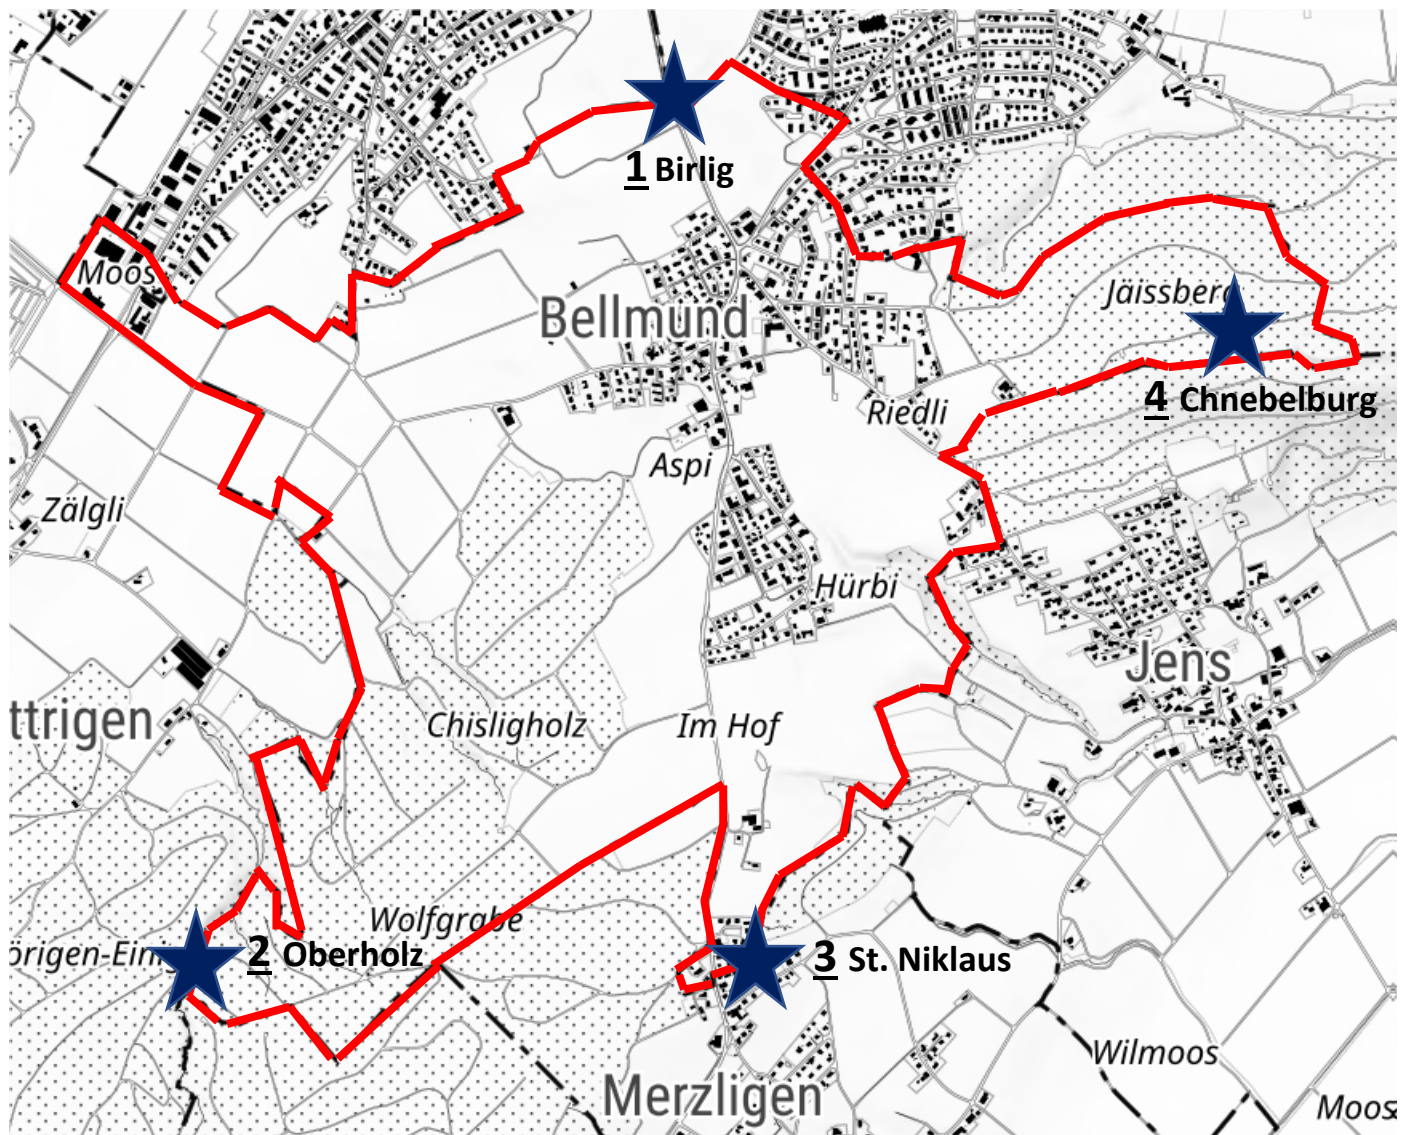 1 Birlig
Moos
Jäissberg
Bellmund
4 Chnebelburg
Riedli
Aspi
Zälgli
Hürbi
Jens
ttrigen
Chisligholz
Im Hof
Wolfgrabe
örigen-Ein
2 Oberholz
3 St. Niklaus
Wilmoos
Merzligen
Moos